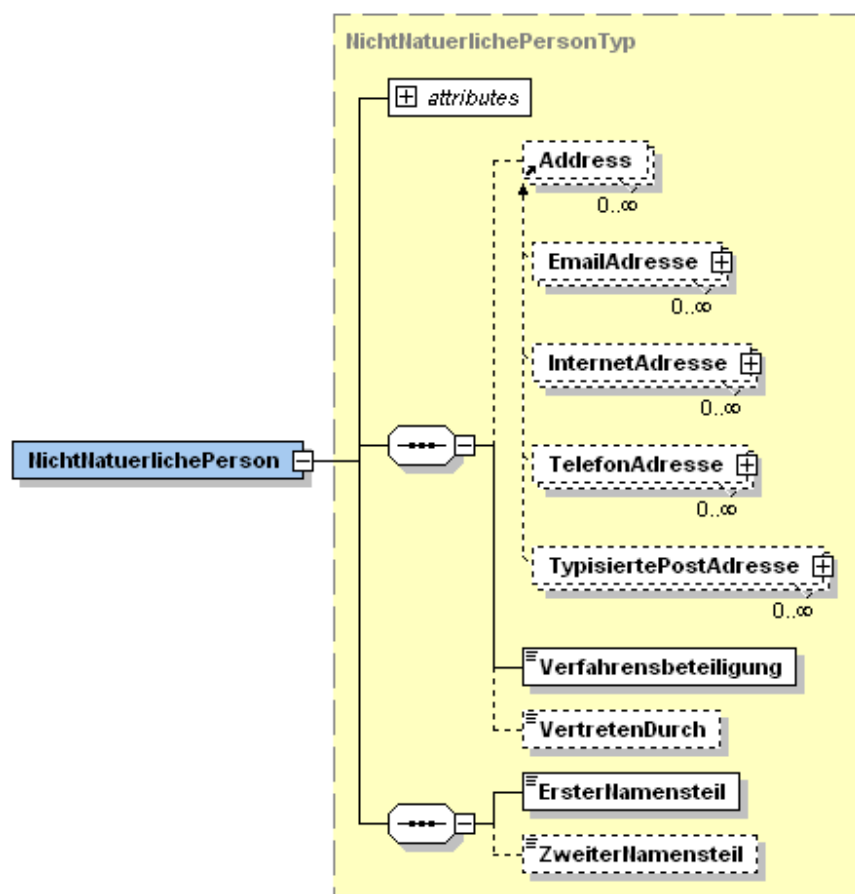 NichtNatuerlichePersonTyp
attributes
Address
0..∞
EmailAdresse
0..∞
InternetAdresse
0..∞
NichtNatuerlichePerson
TelefonAdresse
0..∞
TypisiertePostAdresse
0..∞
Verfahrensbeteiligung
VertretenDurch
ErsterNamensteil
ZweiterNamensteil